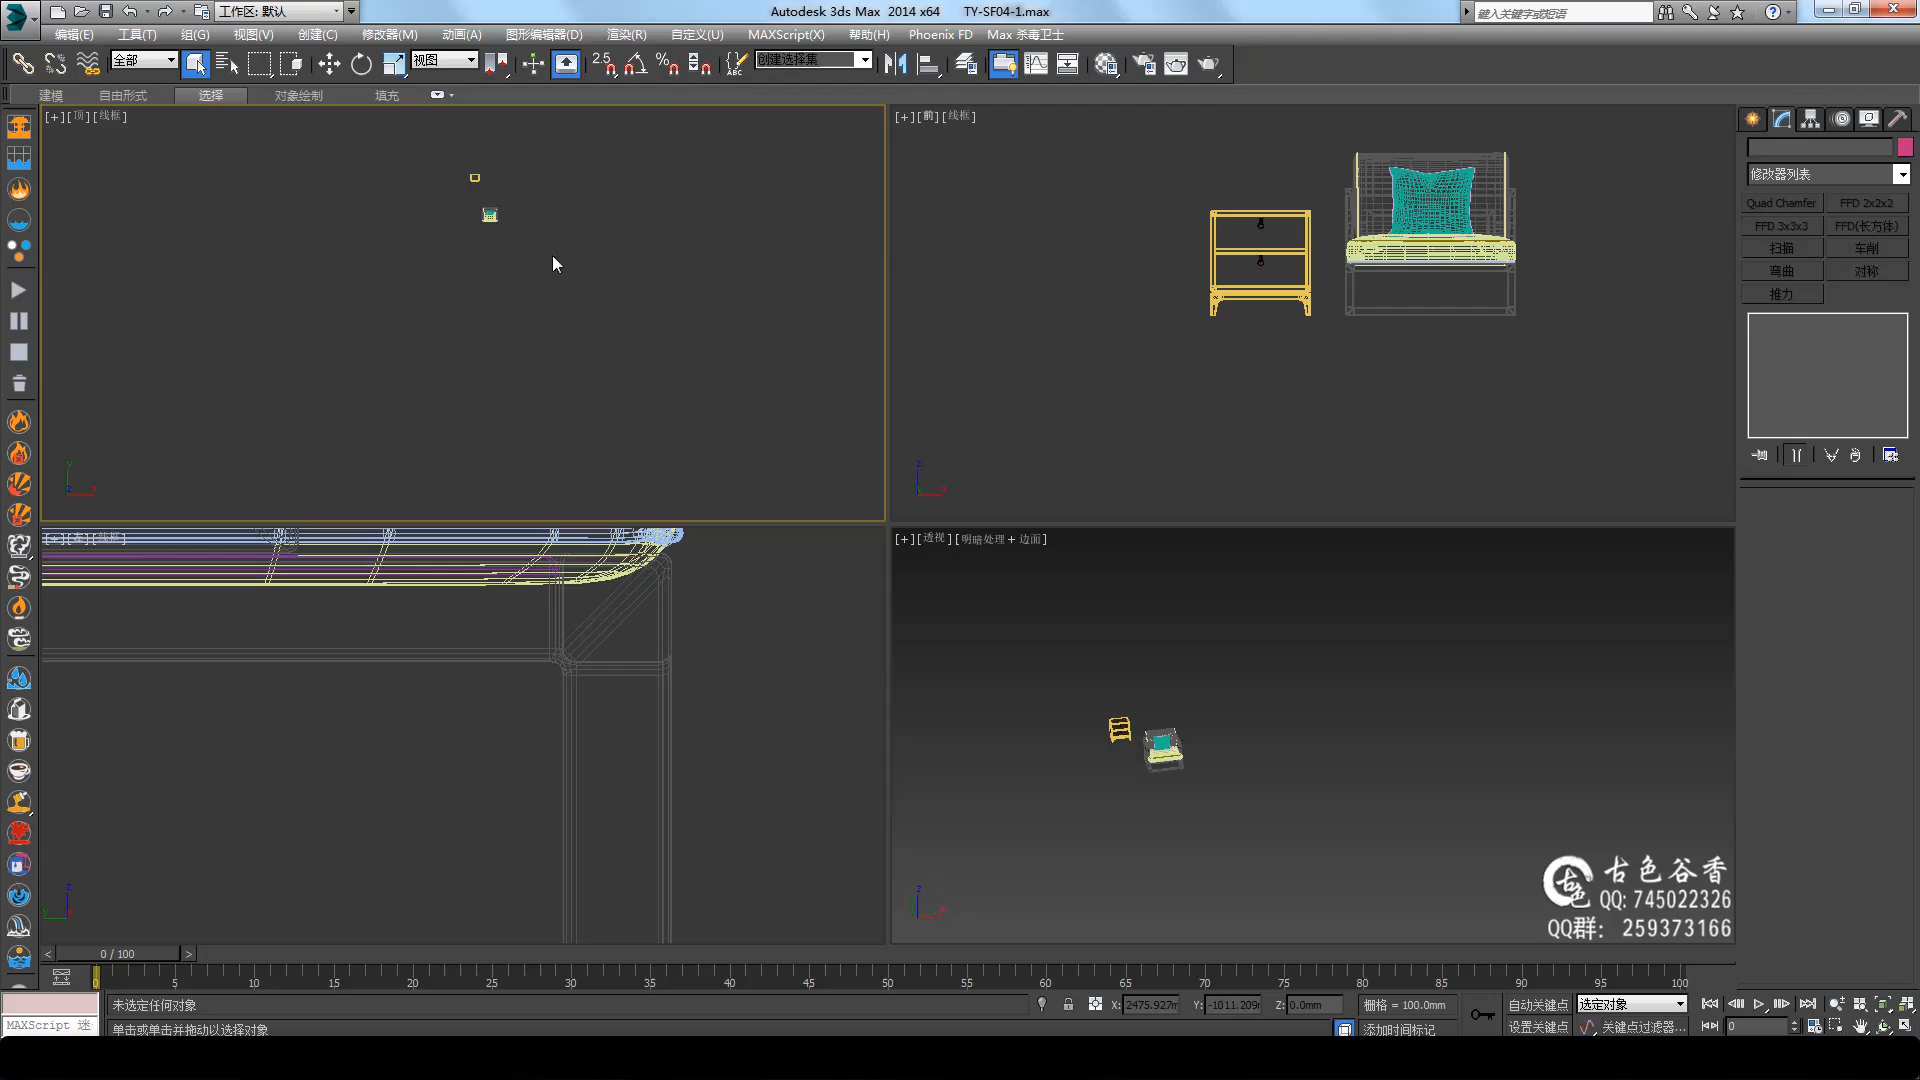 工作区: 默认
Autodesk 3ds Max 2014 x64 TY-SF04-1.max
键入关键字或短语
编辑(E) 工具(T) 组(G) 视图(V) 创建(C) 修改器(M) 动画(A) 图形编辑器(D) 渲染(R) 自定义(U) MAXScript(X) 帮助(H) Phoenix FD Max 杀毒卫士
全部 视图 2.5 创建选择集
建模 自由形式 选择 对象绘制 填充
[+][顶][线框]
[+][前][线框]
修改器列表
Quad Chamfer FFD 2x2x2
FFD 3x3x3 FFD(长方体)
扫描 车削
弯曲 对称
推力
[+][左][线框]
[+][透视][明暗处理 + 边面]
古色谷香
QQ: 745022326
QQ群: 259373166
0 / 100
0 5 10 15 20 25 30 35 40 45 50 55 60 65 70 75 80 85 90 95 100
未选定任何对象 X: 2475.927m Y: -1011.209m Z: 0.0mm 栅格 = 100.0mm 自动关键点 选定对象
MAXScript 迷 单击或单击并拖动以选择对象 添加时间标记 设置关键点 关键点过滤器... 0